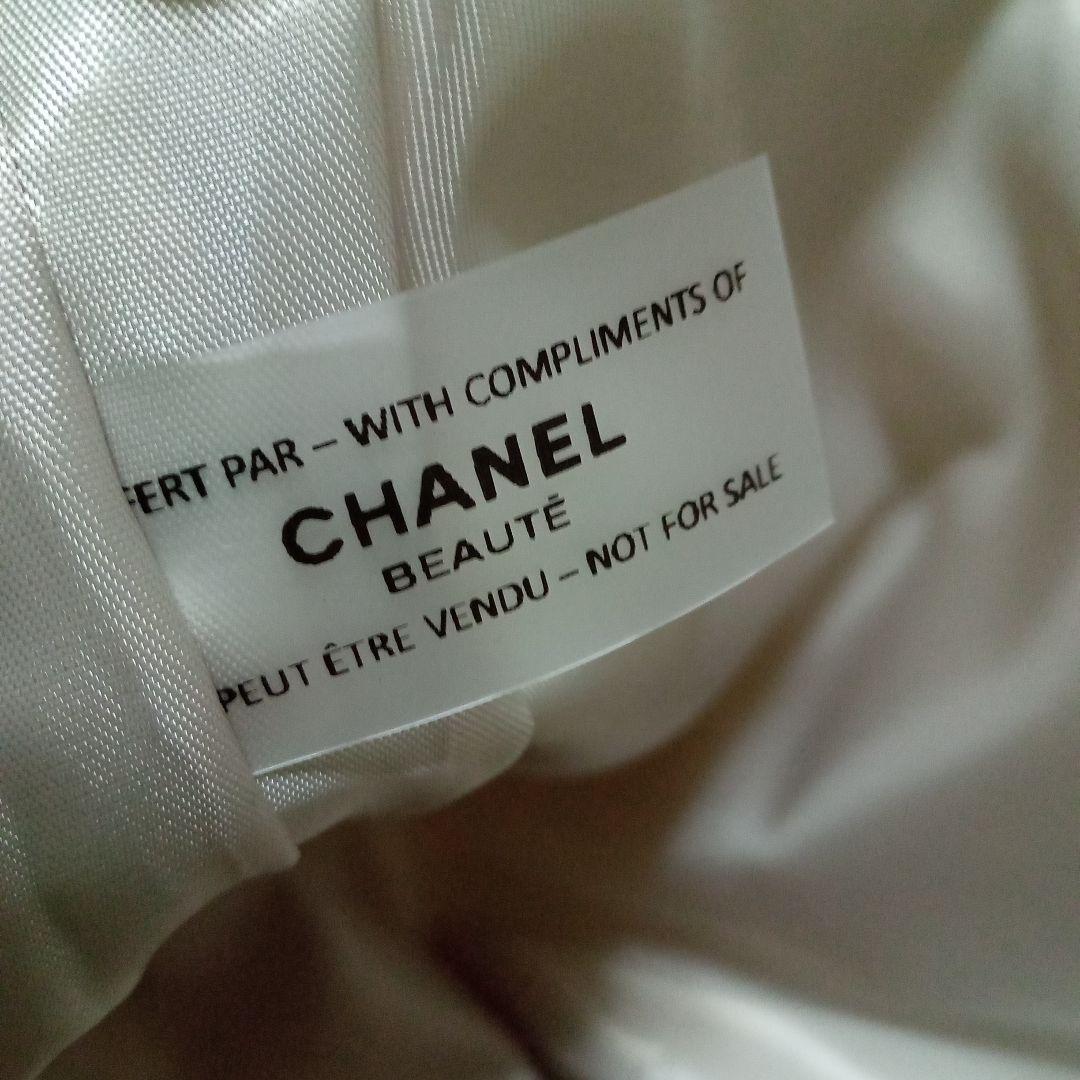 FERT PAR – WITH COMPLIMENTS OF
CHANEL
BEAUTÉ
PEUT ÊTRE VENDU – NOT FOR SALE